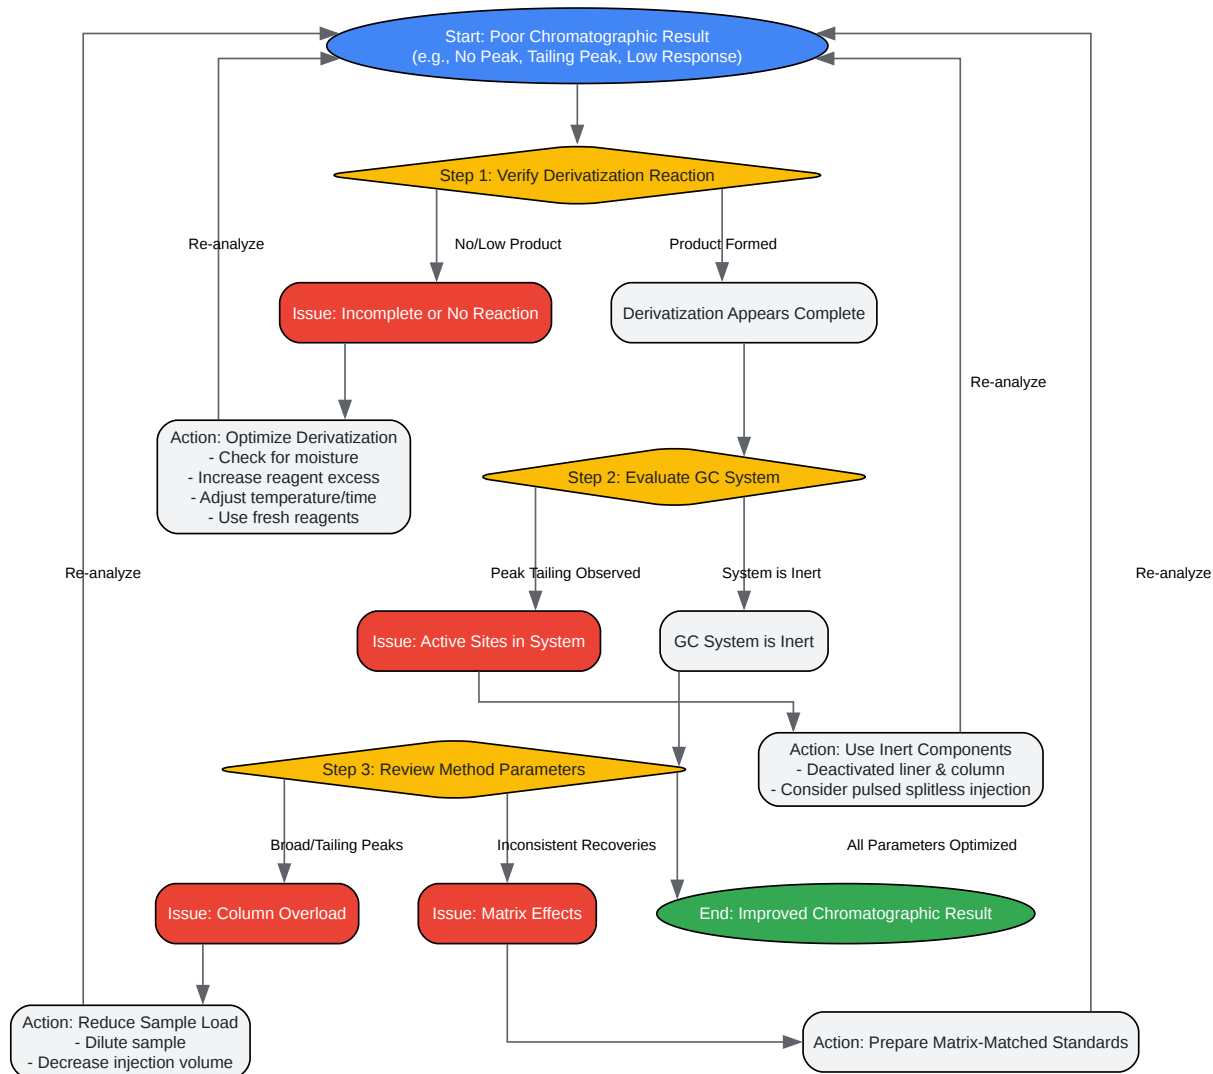 Start: Poor Chromatographic Result
(e.g., No Peak, Tailing Peak, Low Response)
Step 1: Verify Derivatization Reaction
Re-analyze
No/Low Product
Product Formed
Issue: Incomplete or No Reaction
Derivatization Appears Complete
Re-analyze
Action: Optimize Derivatization
- Check for moisture
- Increase reagent excess
- Adjust temperature/time
- Use fresh reagents
Step 2: Evaluate GC System
Re-analyze
Peak Tailing Observed
System is Inert
Re-analyze
Issue: Active Sites in System
GC System is Inert
Step 3: Review Method Parameters
Action: Use Inert Components
- Deactivated liner & column
- Consider pulsed splitless injection
Broad/Tailing Peaks
Inconsistent Recoveries
All Parameters Optimized
Issue: Column Overload
Issue: Matrix Effects
End: Improved Chromatographic Result
Action: Reduce Sample Load
- Dilute sample
- Decrease injection volume
Action: Prepare Matrix-Matched Standards